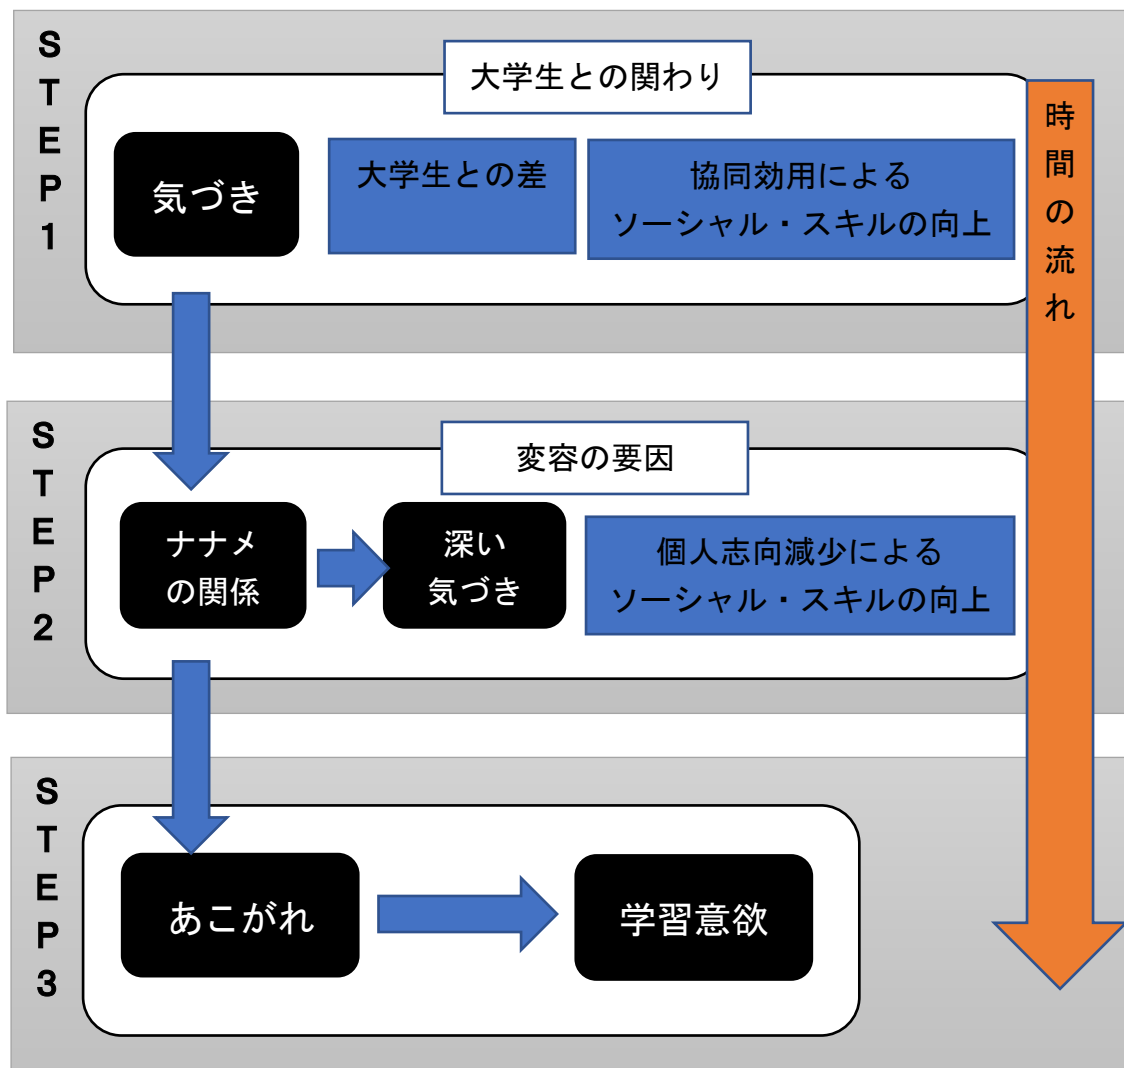 STEP1
大学生との関わり
気づき
大学生との差
協同効用による
ソーシャル・スキルの向上
時間の流れ
STEP2
変容の要因
ナナメ
の関係
深い
気づき
個人志向減少による
ソーシャル・スキルの向上
STEP3
あこがれ
学習意欲